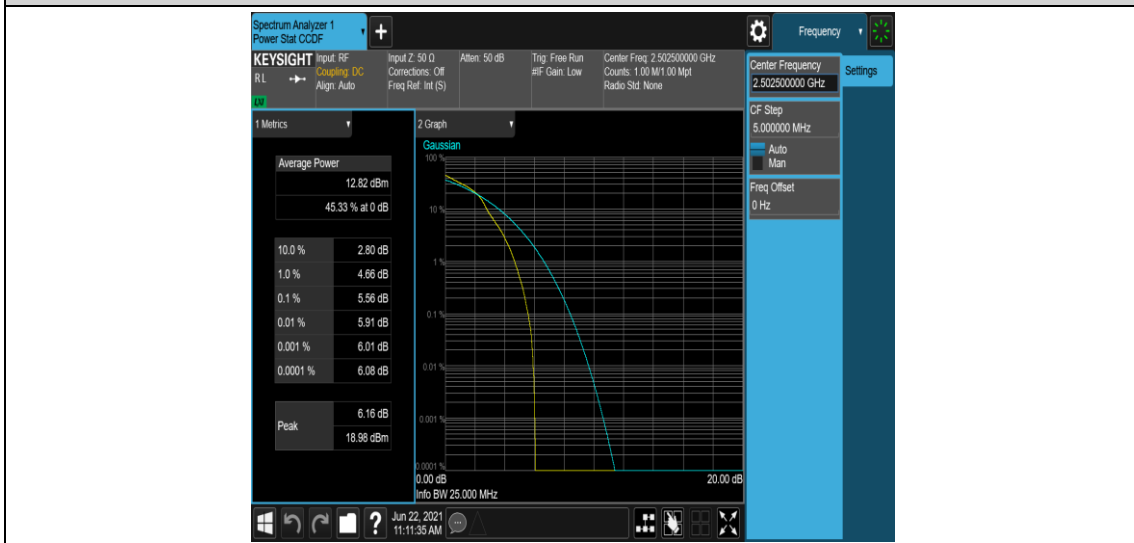 Spectrum Analyzer 1
Power Stat CCDF
+
Frequency
KEYSIGHT
RL
LXI
Input: RF
Coupling: DC
Align: Auto
Input Z: 50 Ω
Corrections: Off
Freq Ref: Int (S)
Atten: 50 dB
Trig: Free Run
#IF Gain: Low
Center Freq: 2.502500000 GHz
Counts: 1.00 M/1.00 Mpt
Radio Std: None
Center Frequency
2.502500000 GHz
Settings
CF Step
5.000000 MHz
Auto
Man
Freq Offset
0 Hz
1 Metrics
Average Power
12.82 dBm
45.33 % at 0 dB
10.0 % 2.80 dB
1.0 % 4.66 dB
0.1 % 5.56 dB
0.01 % 5.91 dB
0.001 % 6.01 dB
0.0001 % 6.08 dB
Peak
6.16 dB
18.98 dBm
2 Graph
Gaussian
100 %
10 %
1 %
0.1 %
0.01 %
0.001 %
0.0001 %
0.00 dB 20.00 dB
Info BW 25.000 MHz
?
Jun 22, 2021
11:11:35 AM